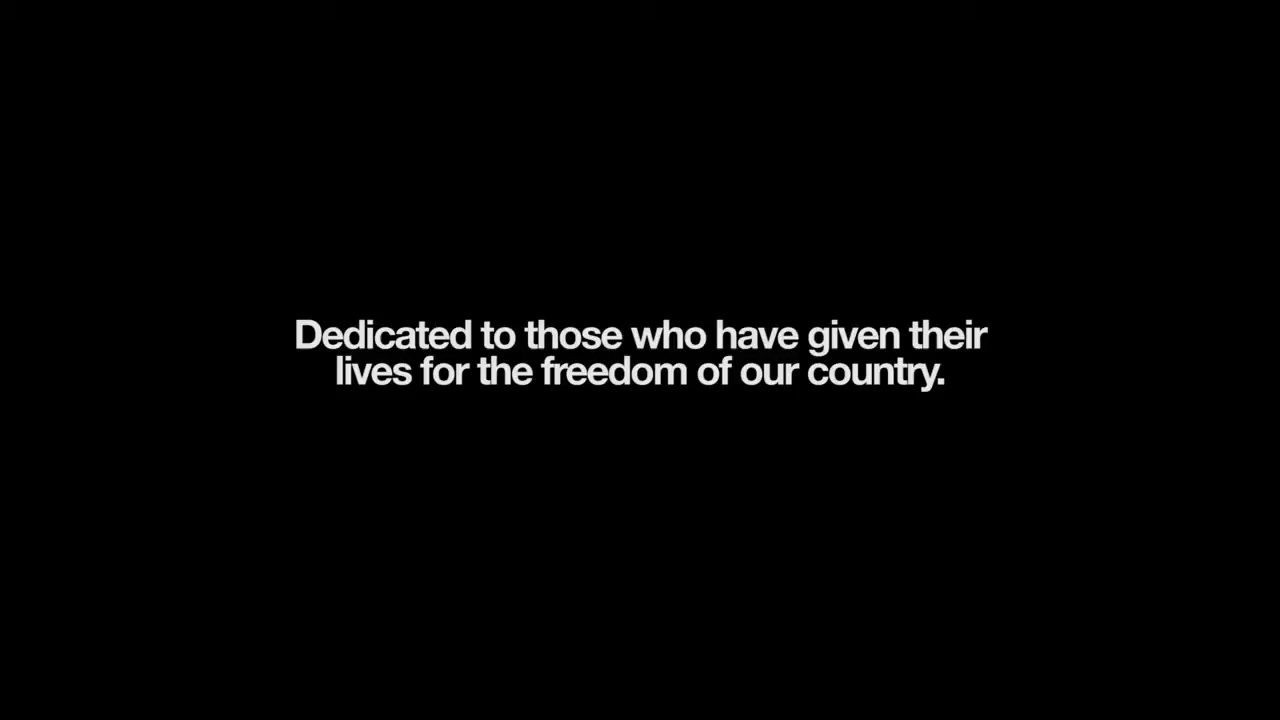 Dedicated to those who have given their
lives for the freedom of our country.